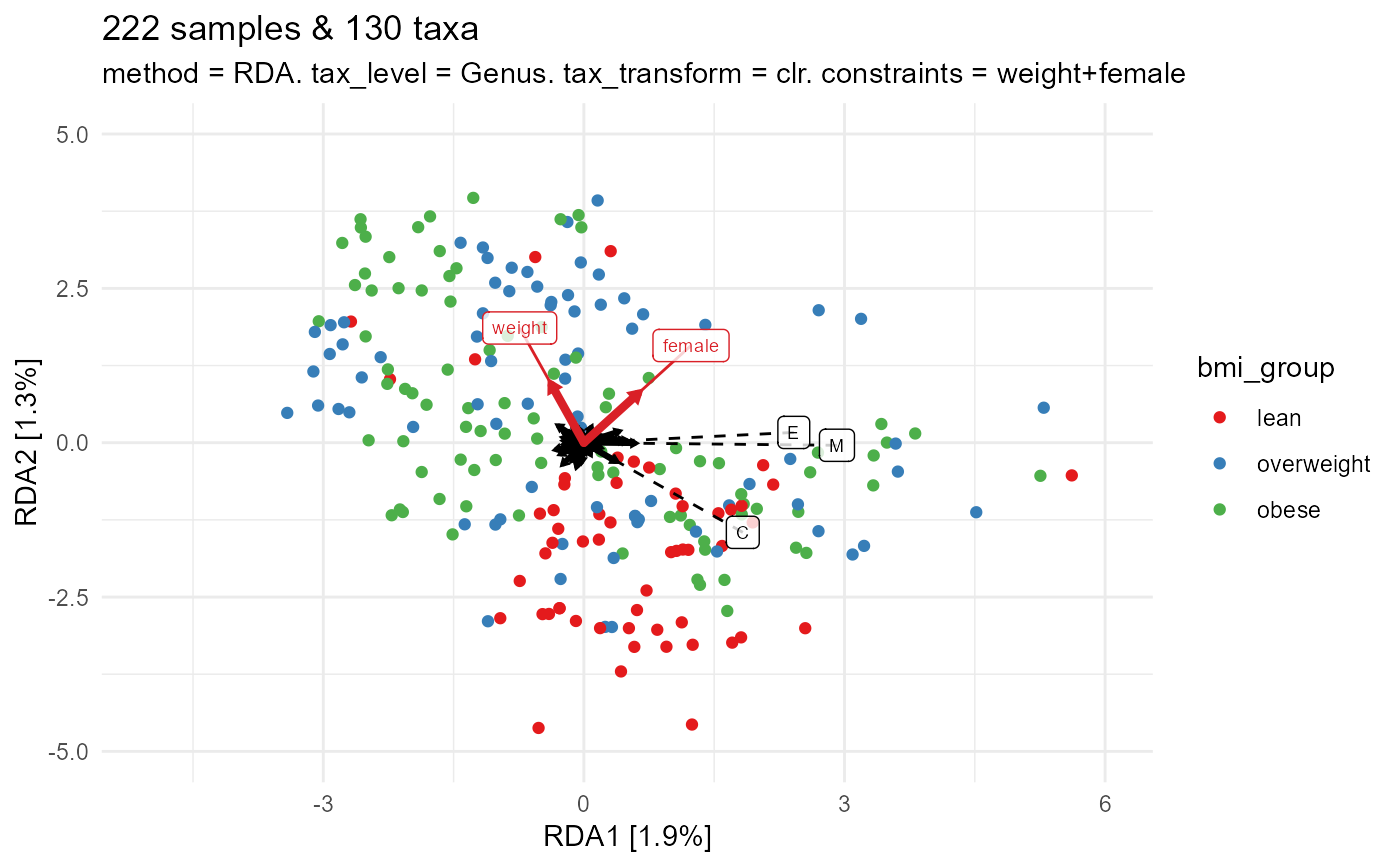 222 samples & 130 taxa
method = RDA. tax_level = Genus. tax_transform = clr. constraints = weight+female
5.0
2.5
0.0
-2.5
-5.0
RDA2 [1.3%]
weight
female
E
M
C
-3
0
3
6
RDA1 [1.9%]
bmi_group
lean
overweight
obese